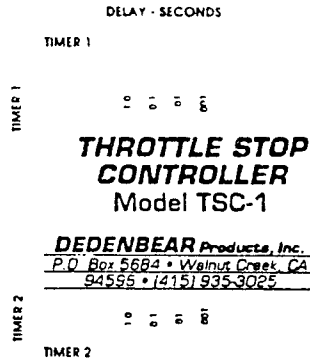 DELAY - SECONDS
TIMER 1
TIMER 1
THROTTLE STOP
CONTROLLER
Model TSC-1
DEDENBEAR Products, Inc.
P.O. Box 5684 • Walnut Creek, CA
94595 • (415) 935-3025
TIMER 2
TIMER 2